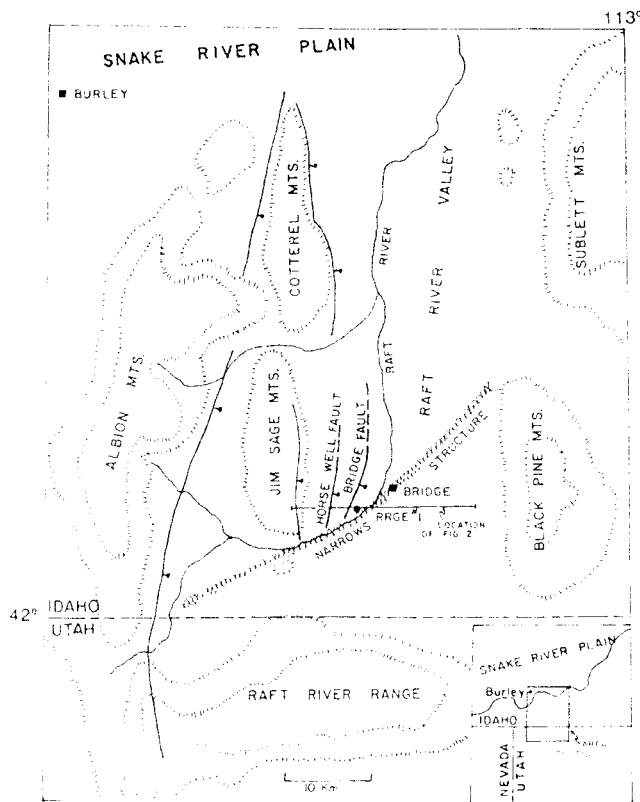 113°
SNAKE RIVER PLAIN
BURLEY
COTTEREL MTS.
RIVER
VALLEY
SUBLETT MTS.
RAFT RIVER
ALBION MTS.
JIM SAGE MTS.
HORSE WELL FAULT
BRIDGE FAULT
RAFT
STRUCTURE
BLACK PINE MTS.
BRIDGE
RRGE #1
NARROWS
LOCATION
OF FIG 2
42° IDAHO
UTAH
RAFT RIVER RANGE
10 Km
SNAKE RIVER PLAIN
Burley
IDAHO
NEVADA
UTAH
AREA